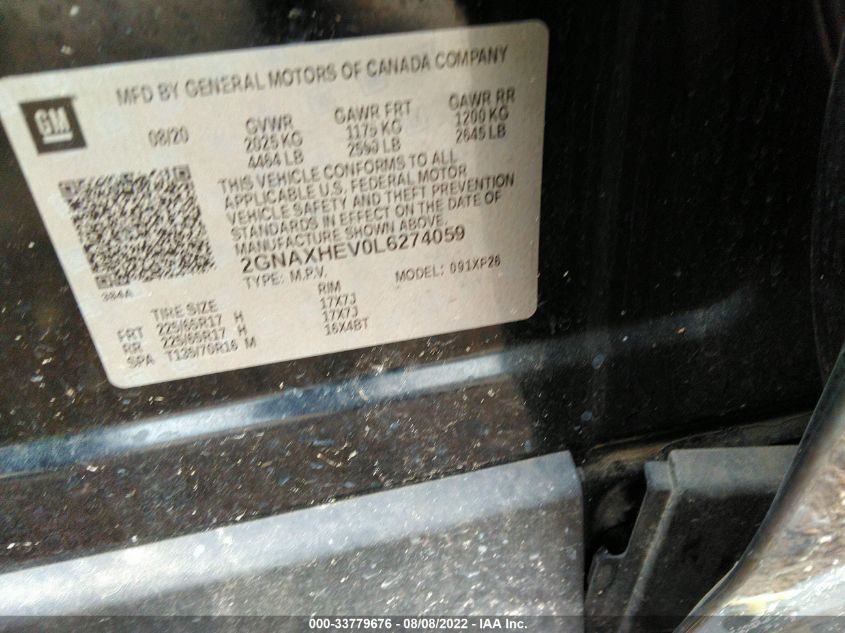 MFD BY GENERAL MOTORS OF CANADA COMPANY
GM
08/20
GVWR GAWR FRT GAWR RR
2025 KG 1175 KG 1200 KG
4464 LB 2590 LB 2645 LB
THIS VEHICLE CONFORMS TO ALL
APPLICABLE U.S. FEDERAL MOTOR
VEHICLE SAFETY AND THEFT PREVENTION
STANDARDS IN EFFECT ON THE DATE OF
MANUFACTURE SHOWN ABOVE.
2GNAXHEV0L6274059
TYPE: M.P.V. MODEL: 091XP26
384A
TIRE SIZE RIM
FRT 225/65R17 H 17X7J
RR 225/65R17 H 17X7J
SPA T135/70R16 M 16X4BT
000-33779676 - 08/08/2022 - IAA Inc.